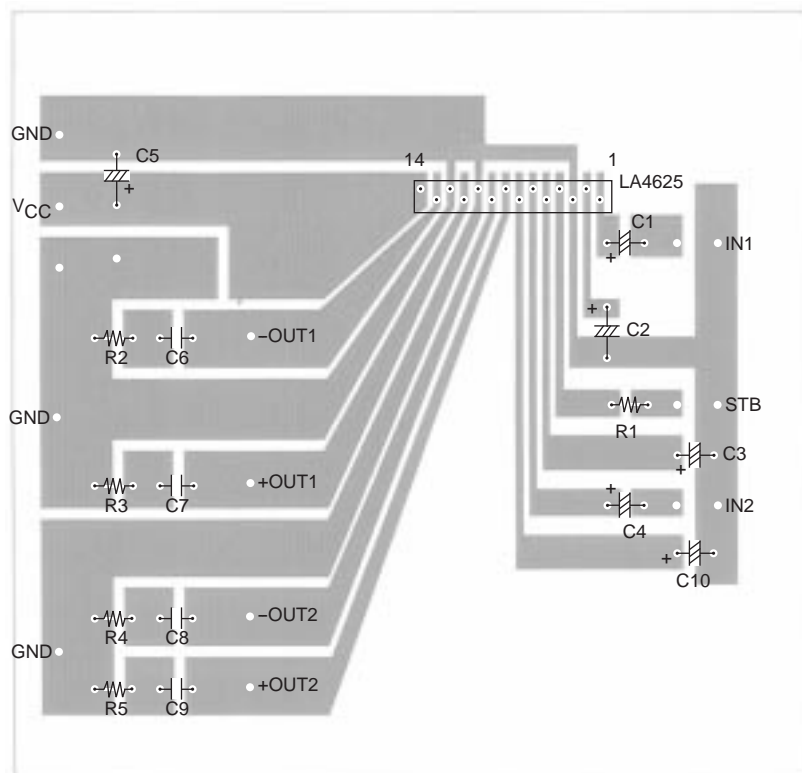 GND
C5
+
14
1
LA4625
VCC
C1
+
IN1
+
C2
R2
C6
−OUT1
GND
R1
STB
R3
C7
+OUT1
+
C3
+
C4
IN2
+
C10
R4
C8
−OUT2
GND
R5
C9
+OUT2